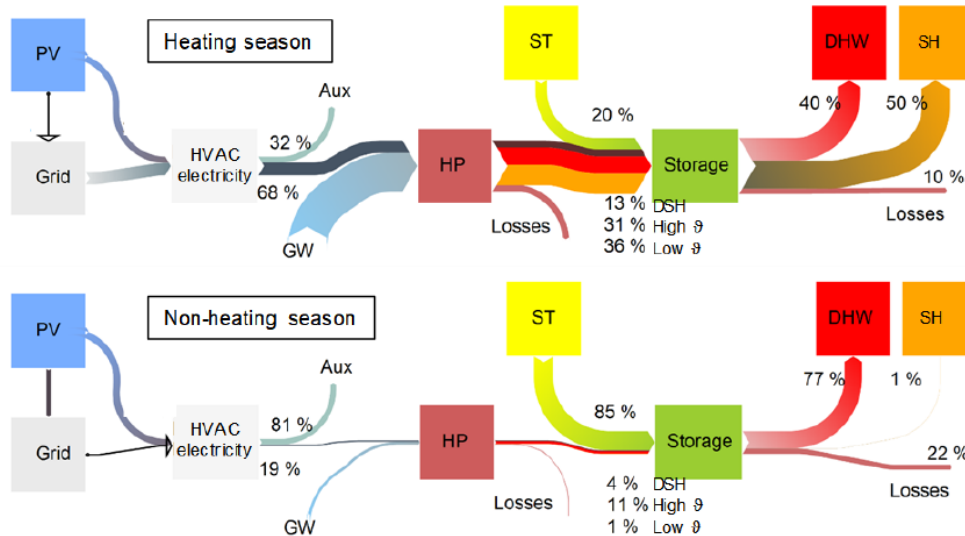 Heating season
PV
ST
DHW
SH
Aux
20 %
40 %
50 %
32 %
Grid
HVAC
electricity
HP
Storage
68 %
10 %
13 % DSH
Losses
Losses
31 % High ϑ
GW
36 % Low ϑ
Non-heating season
PV
ST
DHW
SH
Aux
77 %
1 %
81 %
85 %
Grid
HVAC
electricity
HP
Storage
19 %
22 %
4 % DSH
Losses
Losses
11 % High ϑ
GW
1 % Low ϑ